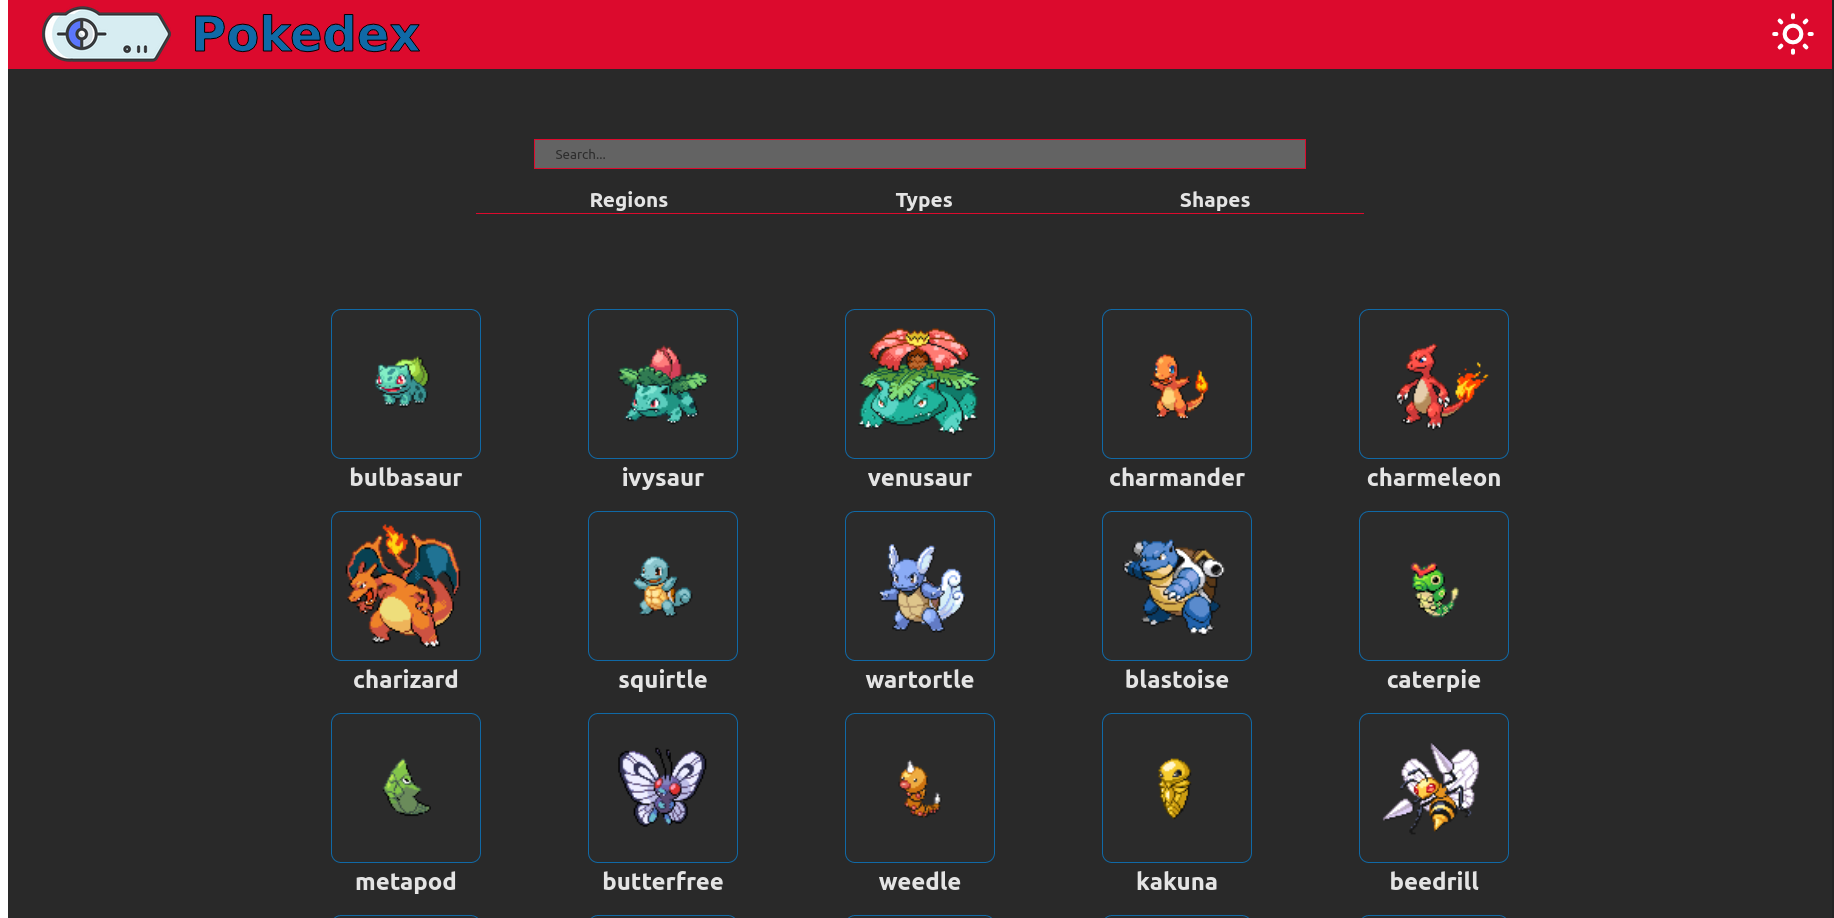 Pokedex
Search...
Regions Types Shapes
bulbasaur ivysaur venusaur charmander charmeleon
charizard squirtle wartortle blastoise caterpie
metapod butterfree weedle kakuna beedrill